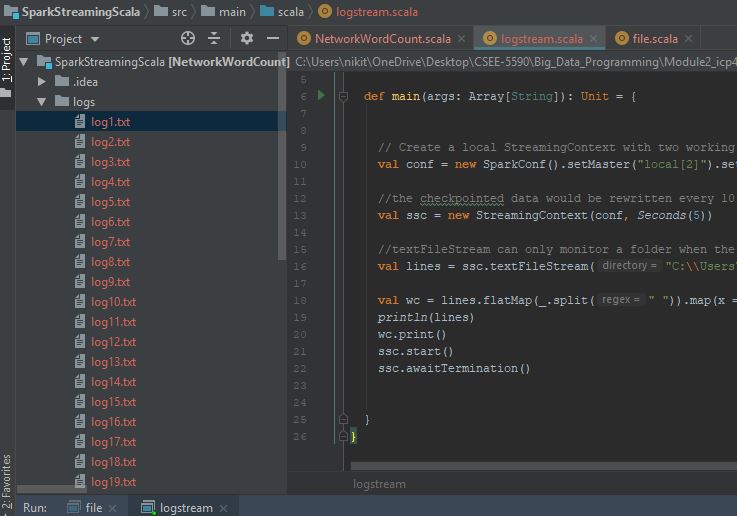 SparkStreamingScala src main scala logstream.scala
1: Project
Project
NetworkWordCount.scala logstream.scala file.scala
SparkStreamingScala [NetworkWordCount] C:\Users\nikit\OneDrive\Desktop\CSEE-5590\Big_Data_Programming\Module2_icp4
.idea
logs
log1.txt
log2.txt
log3.txt
log4.txt
log5.txt
log6.txt
log7.txt
log8.txt
log9.txt
log10.txt
log11.txt
log12.txt
log13.txt
log14.txt
log15.txt
log16.txt
log17.txt
log18.txt
log19.txt
5
6 def main(args: Array[String]): Unit = {
7
8
9 // Create a local StreamingContext with two working
10 val conf = new SparkConf().setMaster("local[2]").se
11
12 //the checkpointed data would be rewritten every 10
13 val ssc = new StreamingContext(conf, Seconds(5))
14
15 //textFileStream can only monitor a folder when the
16 val lines = ssc.textFileStream( directory = "C:\\Users
17
18 val wc = lines.flatMap(_.split( regex = " ")).map(x =
19 println(lines)
20 wc.print()
21 ssc.start()
22 ssc.awaitTermination()
23
24
25 }
26 }
logstream
2: Favorites
Run: file logstream